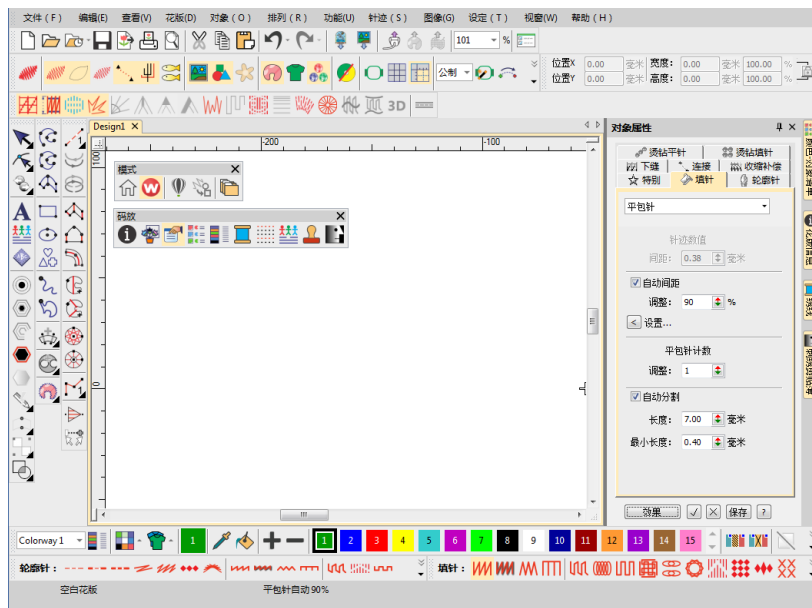 文件(F) 编辑(E) 查看(V) 花版(D) 对象(O) 排列(R) 功能(U) 针迹(S) 图像(G) 设定(T) 视窗(W) 帮助(H)
101 %
公制
位置X 0.00 毫米 宽度: 0.00 毫米 100.00 %
位置Y 0.00 毫米 高度: 0.00 毫米 100.00 %
3D
Design1
-200 -100
100
0
模式
码放
对象属性
烫钻平针 烫钻填针
下缝 连接 收缩补偿
特别 填针 轮廓针
平包针
针迹数值
间距: 0.38 毫米
自动间距
调整: 90 %
< 设置...
平包针计数
调整: 1
自动分割
长度: 7.00 毫米
最小长度: 0.40 毫米
效果 保存 ?
Colorway 1 1 1 2 3 4 5 6 7 8 9 10 11 12 13 14 15
轮廓针: 填针:
空白花版 平包针自动 90%